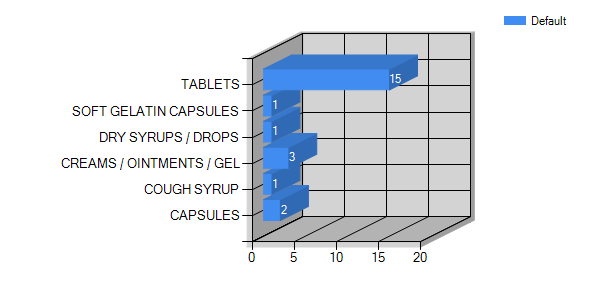 Default
TABLETS 15
SOFT GELATIN CAPSULES 1
DRY SYRUPS / DROPS 1
CREAMS / OINTMENTS / GEL 3
COUGH SYRUP 1
CAPSULES 2
0 5 10 15 20